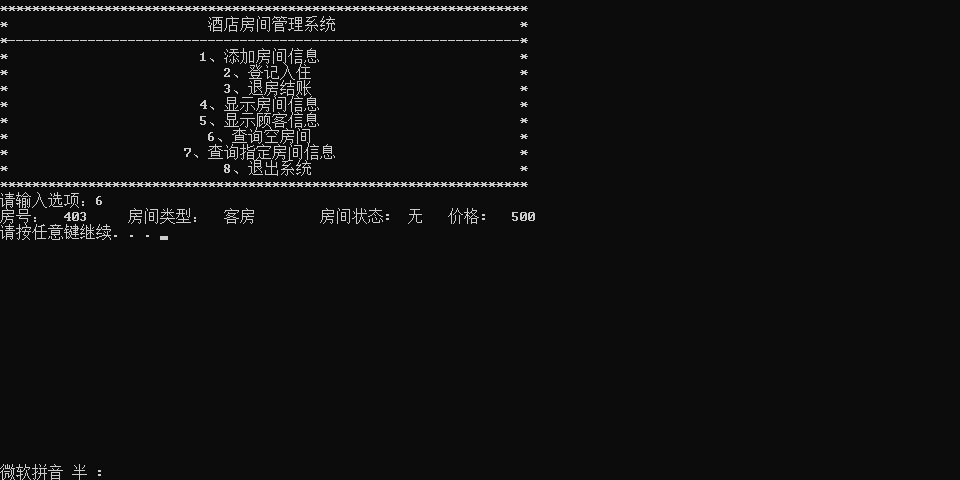 ******************************************************************
* 酒店房间管理系统 *
*----------------------------------------------------------------*
* 1、添加房间信息 *
* 2、登记入住 *
* 3、退房结账 *
* 4、显示房间信息 *
* 5、显示顾客信息 *
* 6、查询空房间 *
* 7、查询指定房间信息 *
* 8、退出系统 *
******************************************************************
请输入选项：6
房号： 403 房间类型： 客房 房间状态： 无 价格： 500
请按任意键继续. . .
微软拼音 半 :